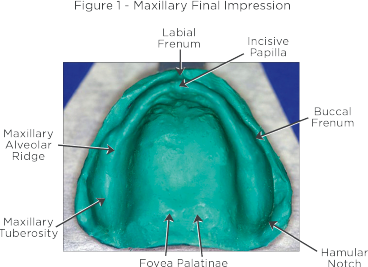 Figure 1 - Maxillary Final Impression
Labial
Frenum
Incisive
Papilla
Buccal
Frenum
Maxillary
Alveolar
Ridge
Maxillary
Tuberosity
Fovea Palatinae
Hamular
Notch